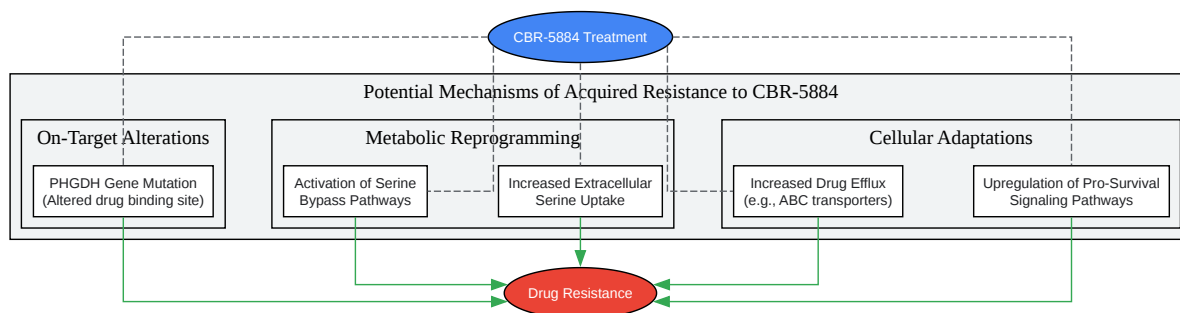 CBR-5884 Treatment
Potential Mechanisms of Acquired Resistance to CBR-5884
On-Target Alterations
Metabolic Reprogramming
Cellular Adaptations
PHGDH Gene Mutation
(Altered drug binding site)
Activation of Serine
Bypass Pathways
Increased Extracellular
Serine Uptake
Increased Drug Efflux
(e.g., ABC transporters)
Upregulation of Pro-Survival
Signaling Pathways
Drug Resistance